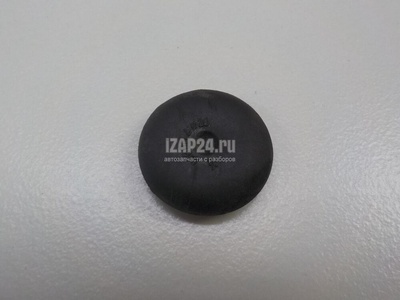 IZAP24.ru
автозапчасти с разборов